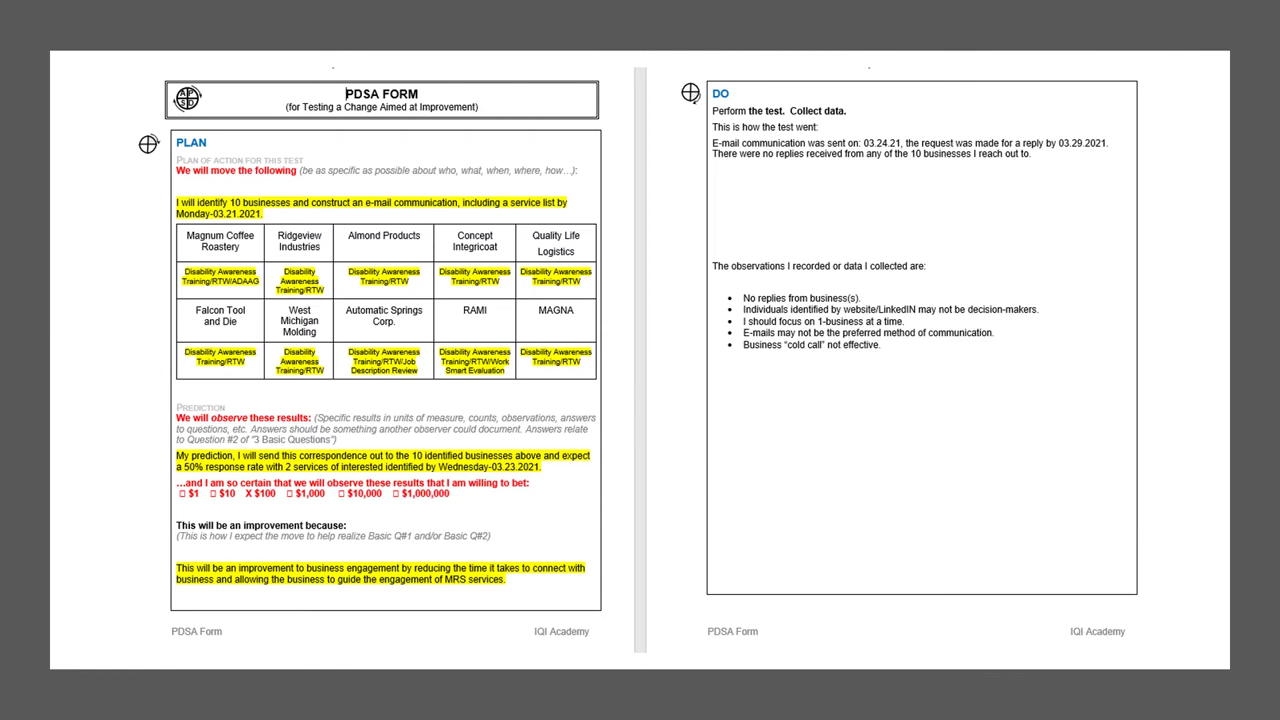 A P
S D
PDSA FORM
(for Testing a Change Aimed at Improvement)
PLAN
PLAN OF ACTION FOR THIS TEST
We will move the following (be as specific as possible about who, what, when, where, how…):
I will identify 10 businesses and construct an e-mail communication, including a service list by
Monday-03.21.2021.
Magnum Coffee
Roastery
Ridgeview
Industries
Almond Products
Concept
Integricoat
Quality Life
Logistics
Disability Awareness
Training/RTW/ADAAG
Disability
Awareness
Training/RTW
Disability Awareness
Training/RTW
Disability Awareness
Training/RTW
Disability Awareness
Training/RTW
Falcon Tool
and Die
West
Michigan
Molding
Automatic Springs
Corp.
RAMI
MAGNA
Disability Awareness
Training/RTW
Disability
Awareness
Training/RTW
Disability Awareness
Training/RTW/Job
Description Review
Disability Awareness
Training/RTW/Work
Smart Evaluation
Disability Awareness
Training/RTW
PREDICTION
We will observe these results: (Specific results in units of measure, counts, observations, answers
to questions, etc. Answers should be something another observer could document. Answers relate
to Question #2 of "3 Basic Questions")
My prediction, I will send this correspondence out to the 10 identified businesses above and expect
a 50% response rate with 2 services of interested identified by Wednesday-03.23.2021.
…and I am so certain that we will observe these results that I am willing to bet:
□ $1 □ $10 X $100 □ $1,000 □ $10,000 □ $1,000,000
This will be an improvement because:
(This is how I expect the move to help realize Basic Q#1 and/or Basic Q#2)
This will be an improvement to business engagement by reducing the time it takes to connect with
business and allowing the business to guide the engagement of MRS services.
PDSA Form IQI Academy
DO
Perform the test. Collect data.
This is how the test went:
E-mail communication was sent on: 03.24.21, the request was made for a reply by 03.29.2021.
There were no replies received from any of the 10 businesses I reach out to.
The observations I recorded or data I collected are:
• No replies from business(s).
• Individuals identified by website/LinkedIN may not be decision-makers.
• I should focus on 1-business at a time.
• E-mails may not be the preferred method of communication.
• Business "cold call" not effective.
PDSA Form IQI Academy